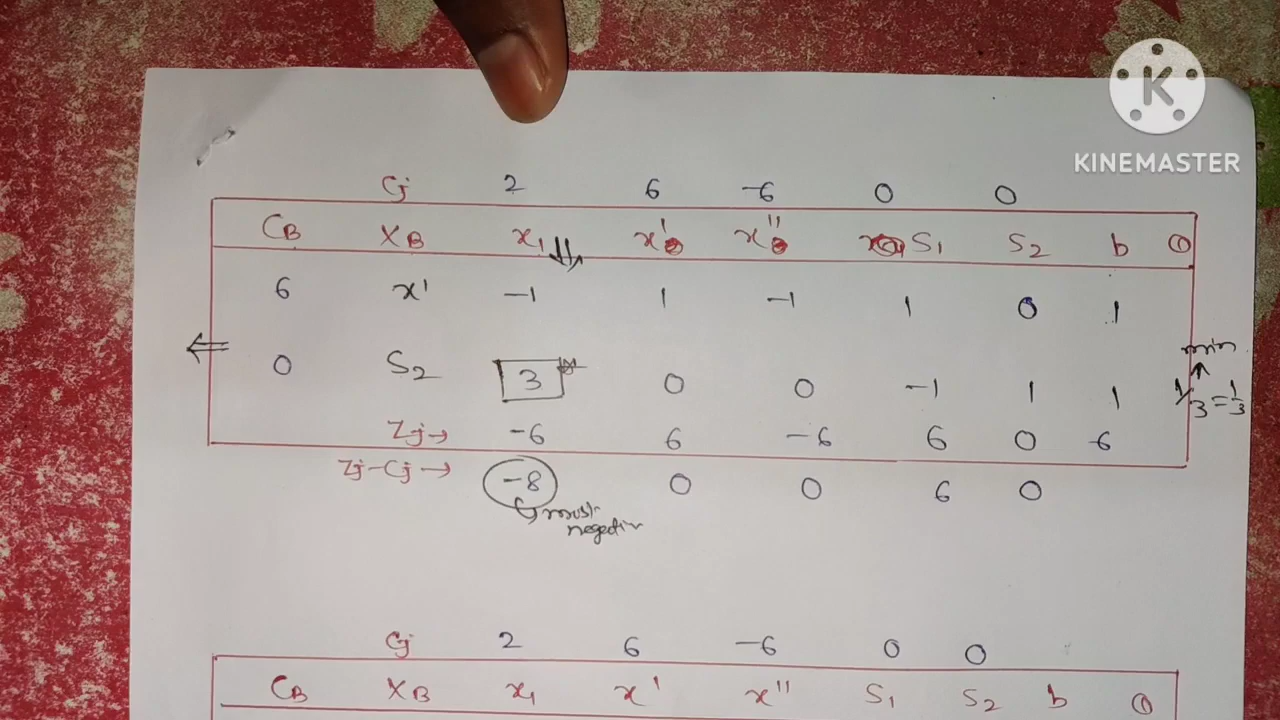 K
KINEMASTER
Cj 2 6 -6 0 0
CB XB x1 x' x'' S1 S2 b θ
6 x' -1 1 -1 1 0 1
min
0 S2 3 0 0 -1 1 1 1/3 = 1/3
Zj→ -6 6 -6 6 0 6
Zj-Cj→ -8 0 0 6 0
must
negative
Cj 2 6 -6 0 0
CB XB x1 x' x'' S1 S2 b θ